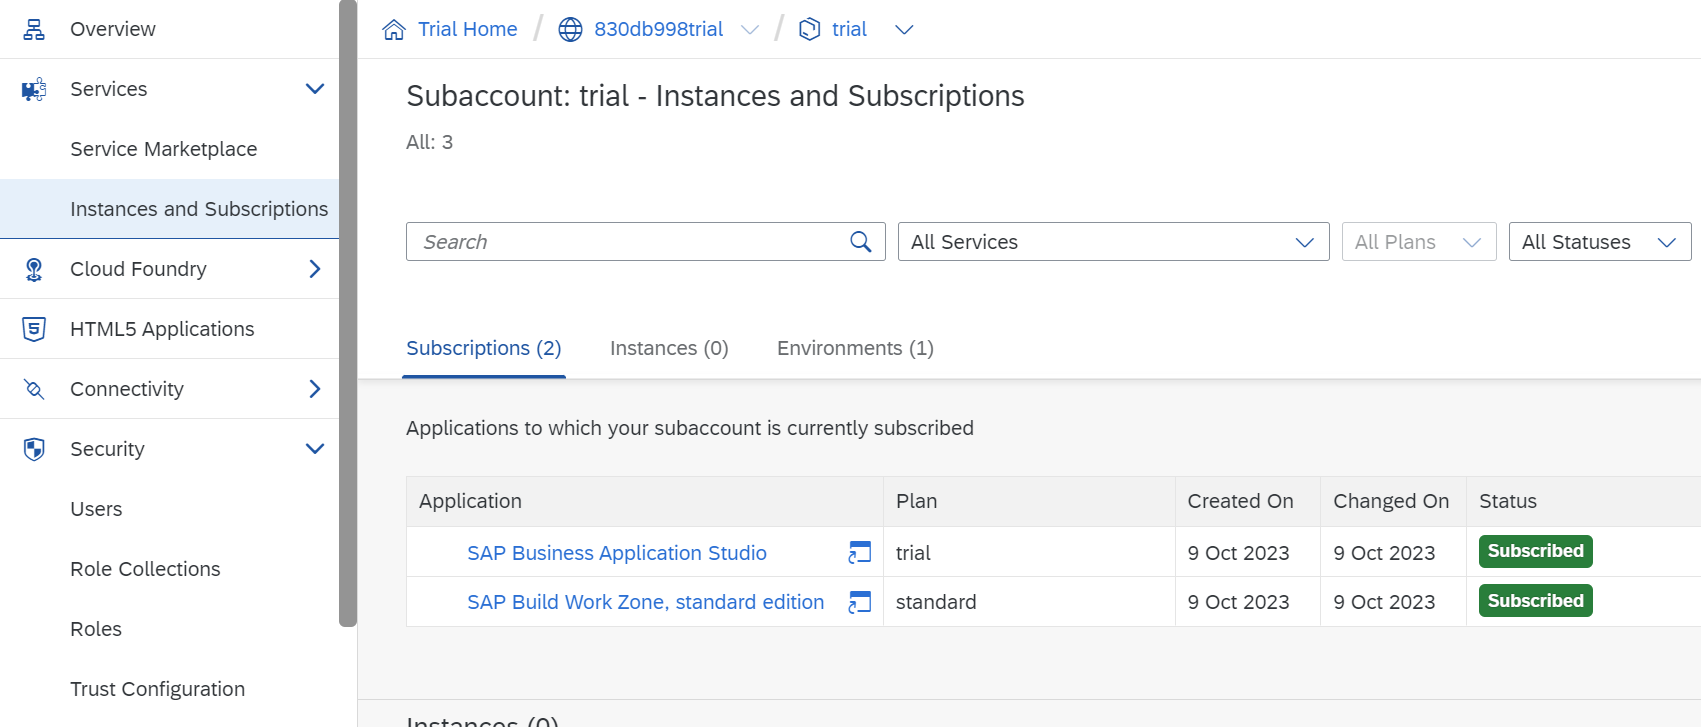 Overview
Services
Service Marketplace
Instances and Subscriptions
Cloud Foundry
HTML5 Applications
Connectivity
Security
Users
Role Collections
Roles
Trust Configuration
Trial Home / 830db998trial / trial
Subaccount: trial - Instances and Subscriptions
All: 3
Search All Services All Plans All Statuses
Subscriptions (2) Instances (0) Environments (1)
Applications to which your subaccount is currently subscribed
Application Plan Created On Changed On Status
SAP Business Application Studio trial 9 Oct 2023 9 Oct 2023 Subscribed
SAP Build Work Zone, standard edition standard 9 Oct 2023 9 Oct 2023 Subscribed
Instances (0)